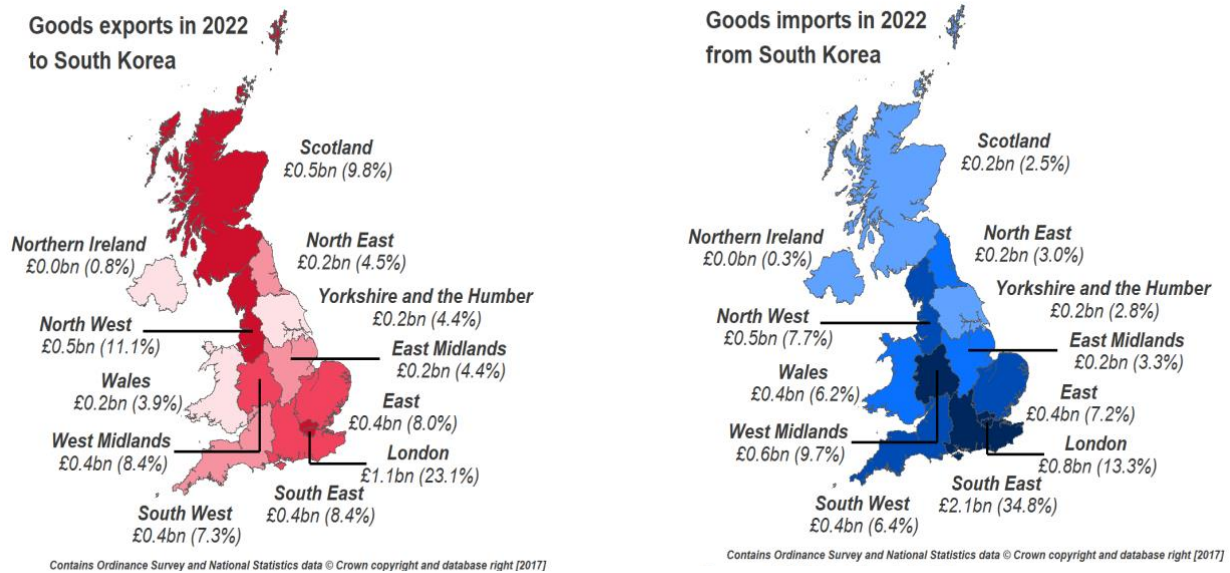 Goods exports in 2022
to South Korea
Scotland
£0.5bn (9.8%)
Northern Ireland
£0.0bn (0.8%)
North East
£0.2bn (4.5%)
Yorkshire and the Humber
£0.2bn (4.4%)
North West
£0.5bn (11.1%)
East Midlands
£0.2bn (4.4%)
Wales
£0.2bn (3.9%)
East
£0.4bn (8.0%)
West Midlands
£0.4bn (8.4%)
London
£1.1bn (23.1%)
South East
£0.4bn (8.4%)
South West
£0.4bn (7.3%)
Contains Ordinance Survey and National Statistics data © Crown copyright and database right [2017]
Goods imports in 2022
from South Korea
Scotland
£0.2bn (2.5%)
Northern Ireland
£0.0bn (0.3%)
North East
£0.2bn (3.0%)
Yorkshire and the Humber
£0.2bn (2.8%)
North West
£0.5bn (7.7%)
East Midlands
£0.2bn (3.3%)
Wales
£0.4bn (6.2%)
East
£0.4bn (7.2%)
West Midlands
£0.6bn (9.7%)
London
£0.8bn (13.3%)
South East
£2.1bn (34.8%)
South West
£0.4bn (6.4%)
Contains Ordinance Survey and National Statistics data © Crown copyright and database right [2017]